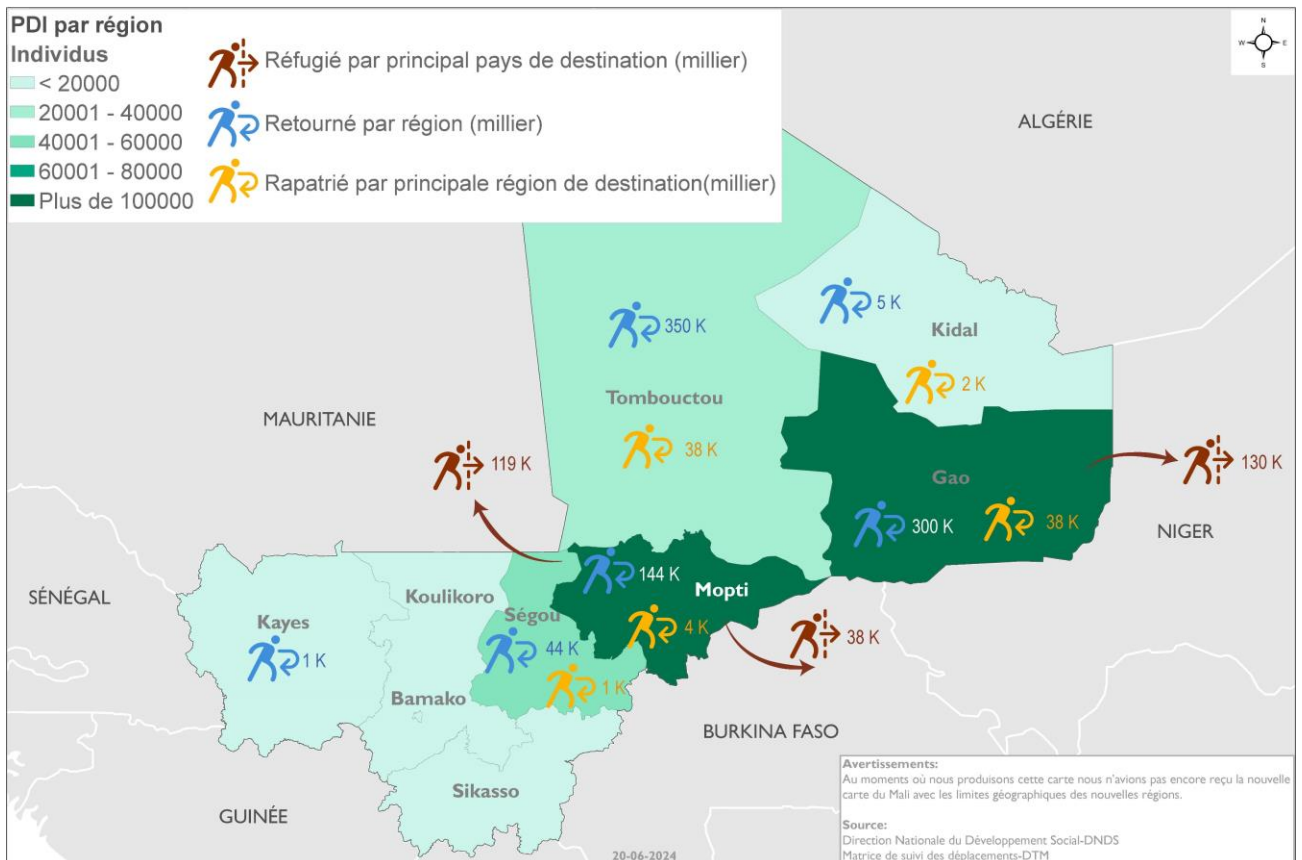 PDI par région
Individus
< 20000
20001 - 40000
40001 - 60000
60001 - 80000
Plus de 100000
Réfugié par principal pays de destination (millier)
Retourné par région (millier)
Rapatrié par principale région de destination(millier)
N
W
E
S
ALGÉRIE
5 K
Kidal
2 K
350 K
Tombouctou
38 K
MAURITANIE
119 K
Gao
300 K
38 K
130 K
NIGER
144 K
Mopti
4 K
38 K
SÉNÉGAL
Koulikoro
Ségou
44 K
1 K
Kayes
1 K
Bamako
BURKINA FASO
Sikasso
GUINÉE
Avertissements:
Au moments où nous produisons cette carte nous n'avions pas encore reçu la nouvelle
carte du Mali avec les limites géographiques des nouvelles régions.
Source:
Direction Nationale du Développement Social-DNDS
Matrice de suivi des déplacements-DTM
20-06-2024